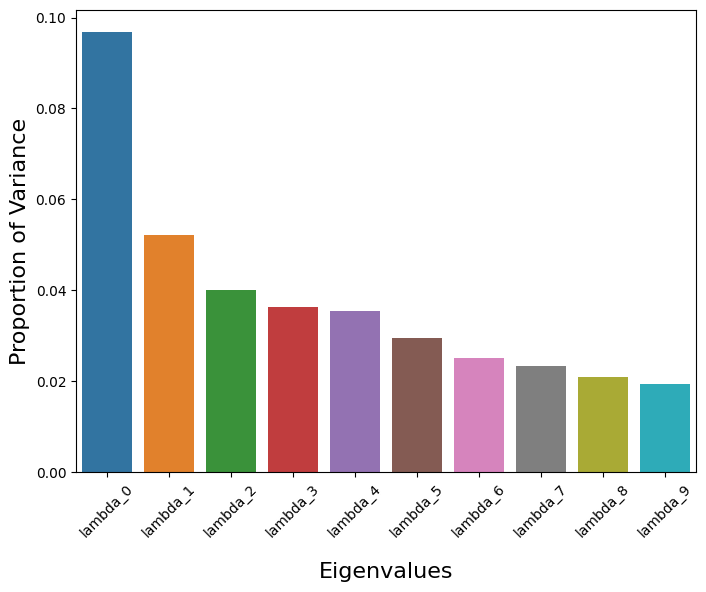 Proportion of Variance
0.10
0.08
0.06
0.04
0.02
0.00
lambda_0
lambda_1
lambda_2
lambda_3
lambda_4
lambda_5
lambda_6
lambda_7
lambda_8
lambda_9
Eigenvalues